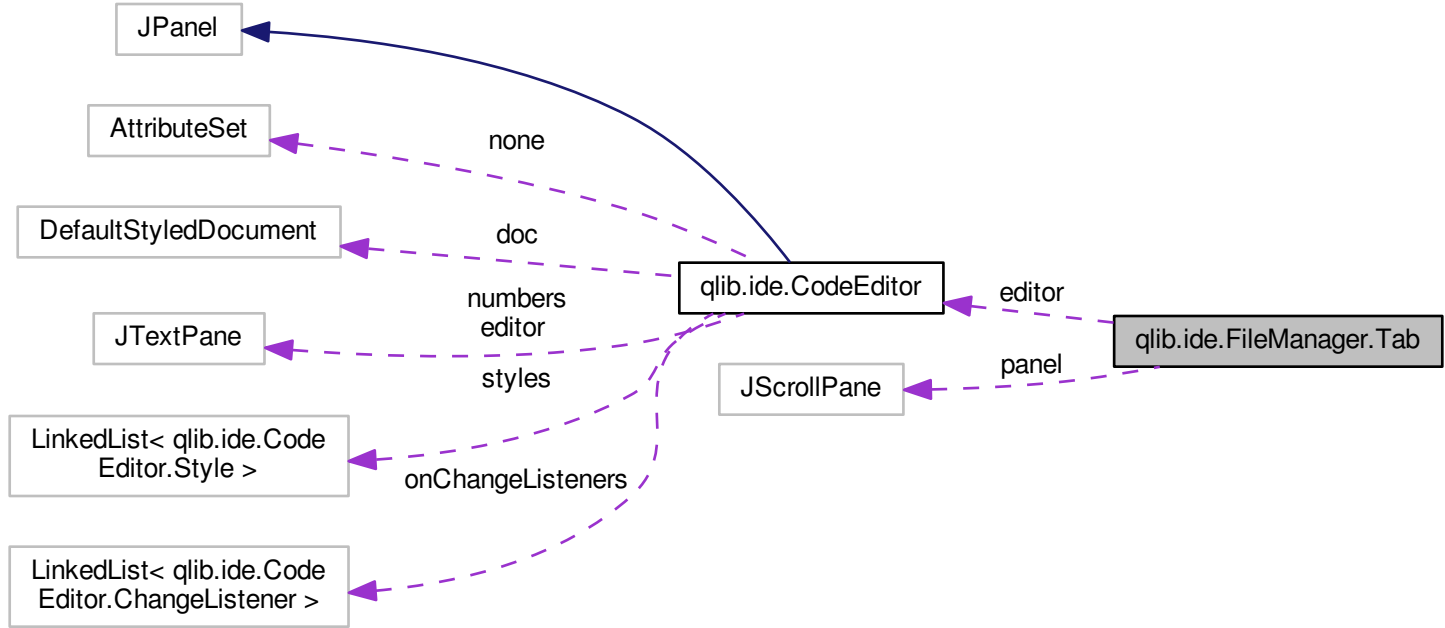 JPanel
AttributeSet
none
DefaultStyledDocument
doc
qlib.ide.CodeEditor
editor
numbers
editor
JTextPane
qlib.ide.FileManager.Tab
styles
JScrollPane
panel
LinkedList< qlib.ide.Code
Editor.Style >
onChangeListeners
LinkedList< qlib.ide.Code
Editor.ChangeListener >